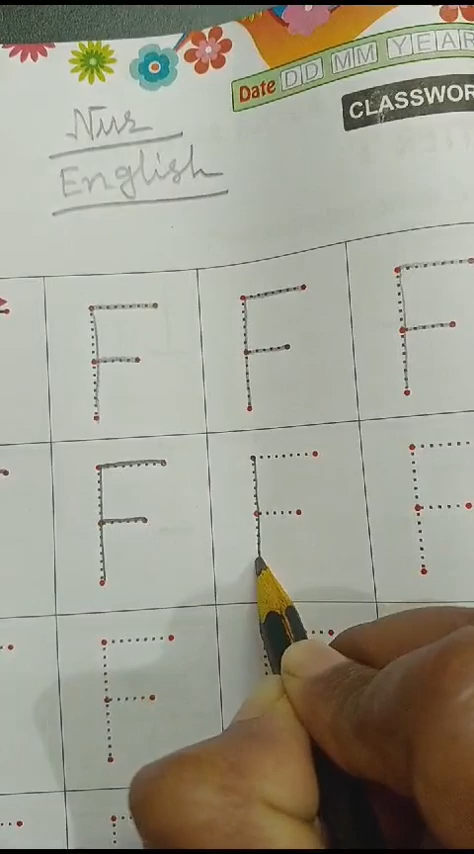 Date DD MM YEAR
CLASSWOR
Nur
English
F F F
F F F
F